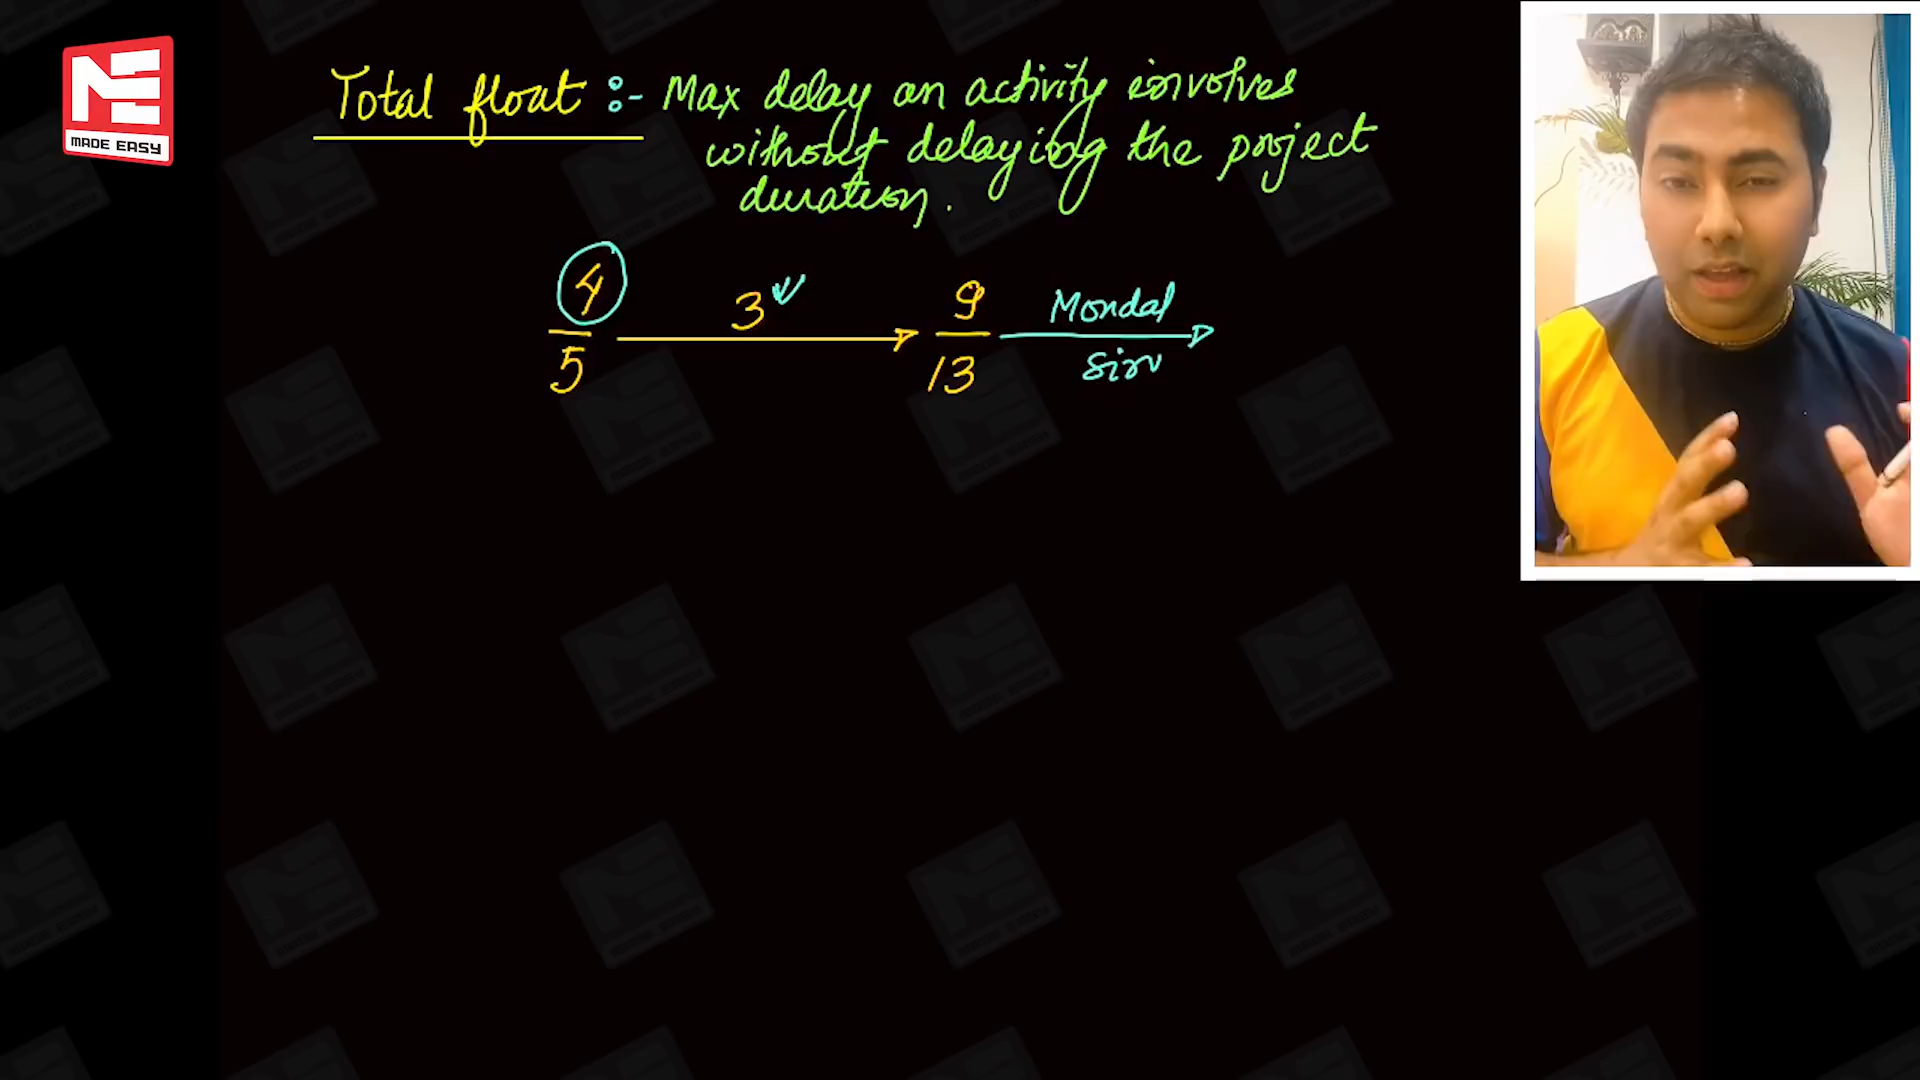 ME
MADE EASY
Total float :- Max delay an activity involves
without delaying the project
duration.
4 3 9 Mondal
5 13 Sir